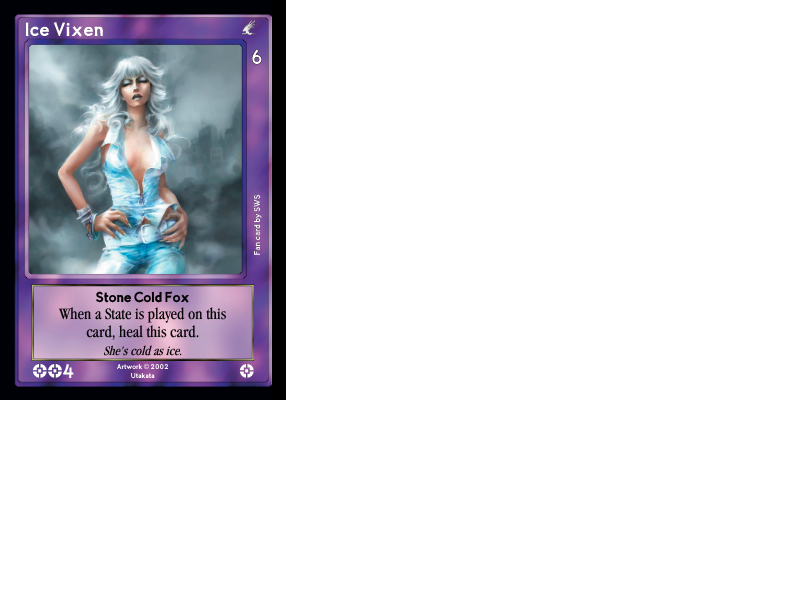 Ice Vixen
6
Fan card by SWS
Stone Cold Fox
When a State is played on this
card, heal this card.
She's cold as ice.
4
Artwork © 2002
Utakata